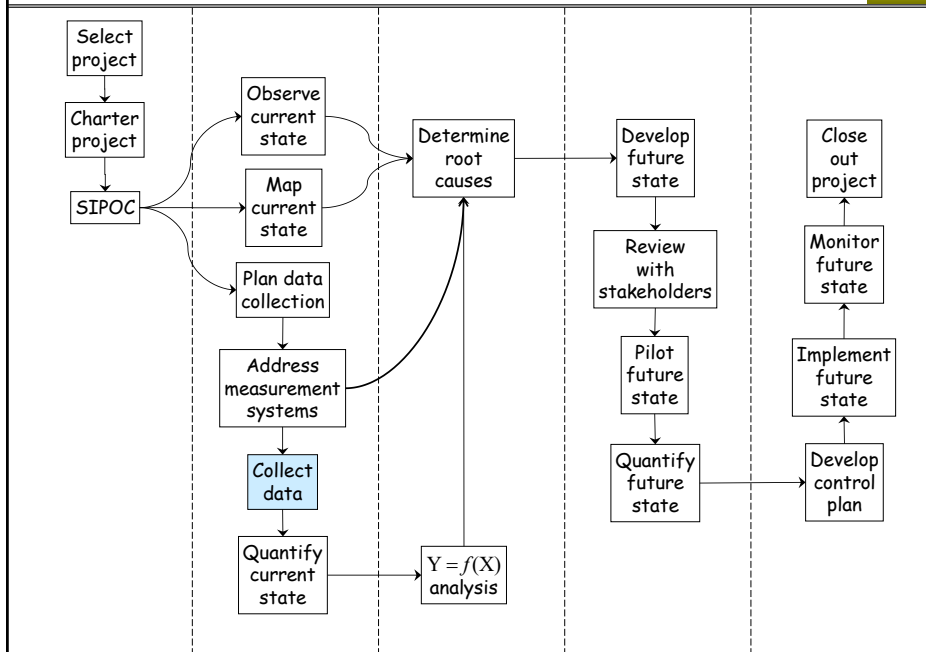 Select
project
Charter
project
SIPOC
Observe
current
state
Map
current
state
Plan data
collection
Address
measurement
systems
Collect
data
Quantify
current
state
Determine
root
causes
Y = f(X)
analysis
Develop
future
state
Review
with
stakeholders
Pilot
future
state
Quantify
future
state
Close
out
project
Monitor
future
state
Implement
future
state
Develop
control
plan